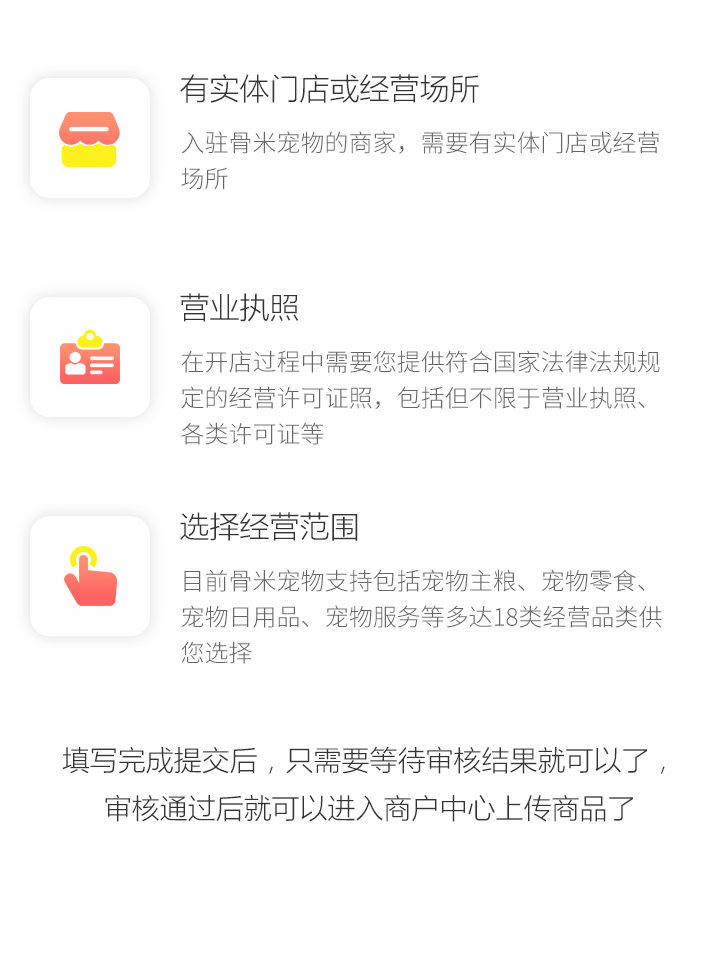 有实体门店或经营场所
入驻骨米宠物的商家，需要有实体门店或经营
场所
营业执照
在开店过程中需要您提供符合国家法律法规规
定的经营许可证照，包括但不限于营业执照、
各类许可证等
选择经营范围
目前骨米宠物支持包括宠物主粮、宠物零食、
宠物日用品、宠物服务等多达18类经营品类供
您选择
填写完成提交后，只需要等待审核结果就可以了，
审核通过后就可以进入商户中心上传商品了